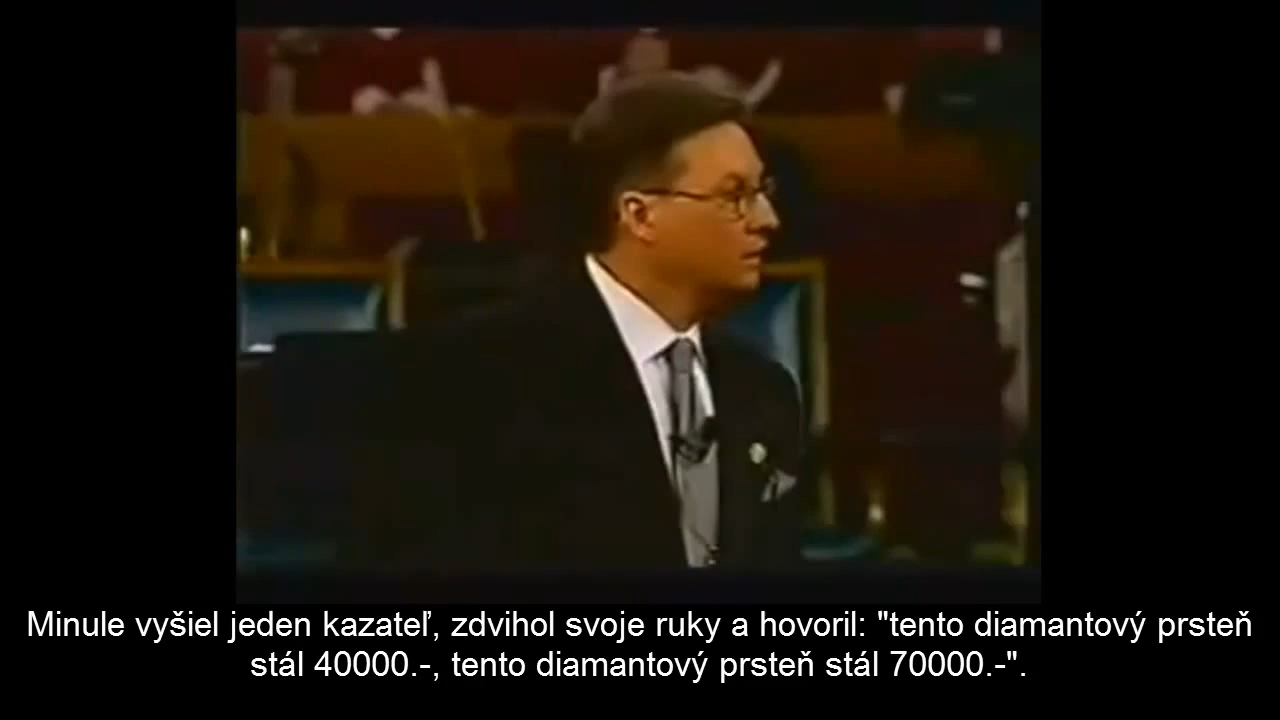 Minule vyšiel jeden kazateľ, zdvihol svoje ruky a hovoril: "tento diamantový prsteň
stál 40000.-, tento diamantový prsteň stál 70000.-".